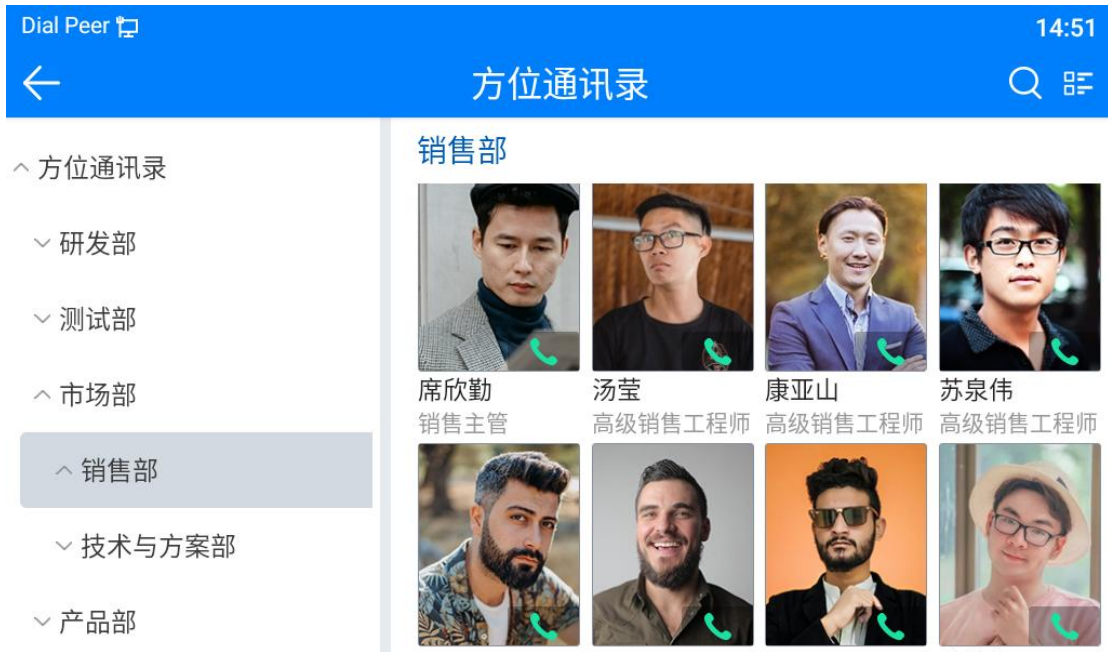 Dial Peer
14:51
方位通讯录
方位通讯录
研发部
测试部
市场部
销售部
技术与方案部
产品部
销售部
席欣勤 汤莹 康亚山 苏泉伟
销售主管 高级销售工程师 高级销售工程师 高级销售工程师